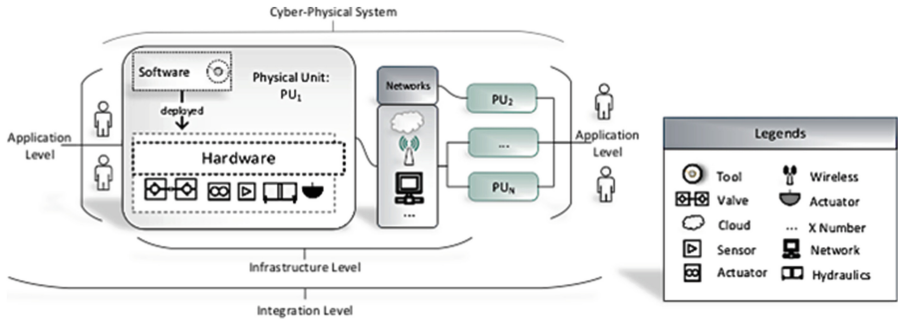 Cyber-Physical System
Software
Physical Unit:
PU1
deployed
Hardware
Application
Level
Networks
...
PU2
...
PUN
Application
Level
Infrastructure Level
Integration Level
Legends
Tool
Wireless
Valve
Actuator
Cloud
... X Number
Sensor
Network
Actuator
Hydraulics